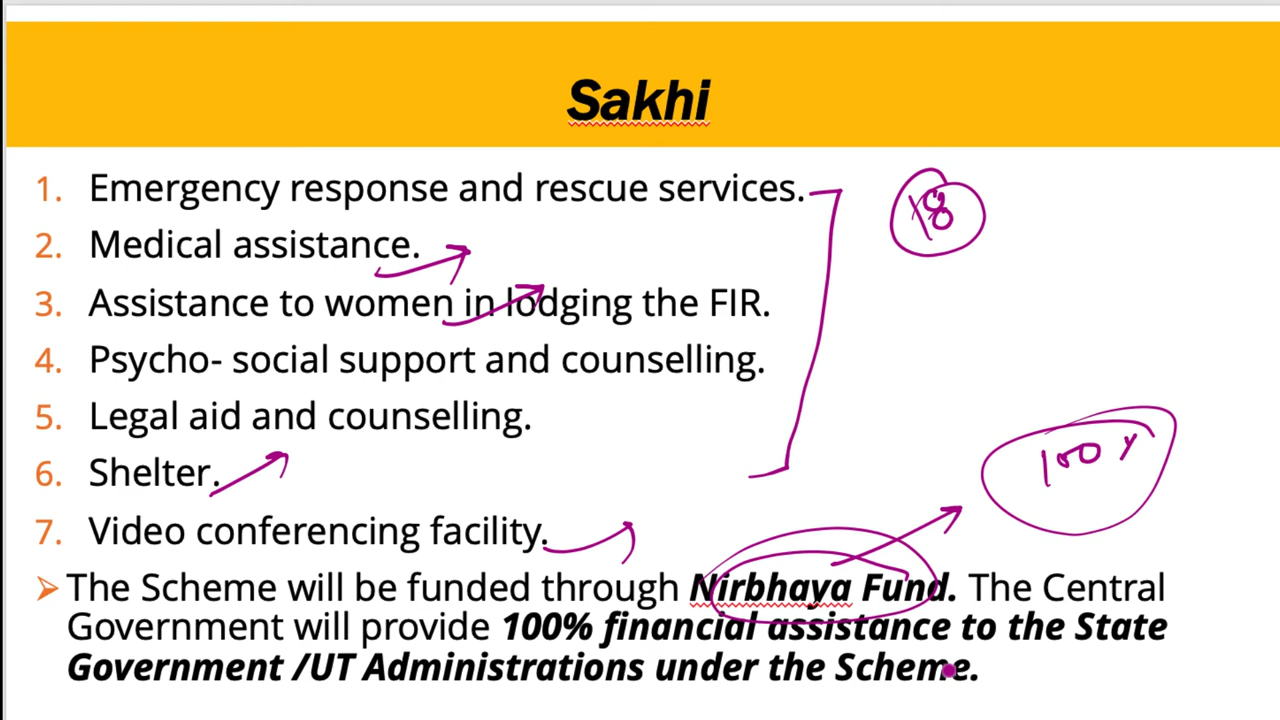 Sakhi
1. Emergency response and rescue services.
18
2. Medical assistance.
3. Assistance to women in lodging the FIR.
4. Psycho- social support and counselling.
5. Legal aid and counselling.
100%
6. Shelter.
7. Video conferencing facility.
➢ The Scheme will be funded through Nirbhaya Fund. The Central
Government will provide 100% financial assistance to the State
Government /UT Administrations under the Scheme.